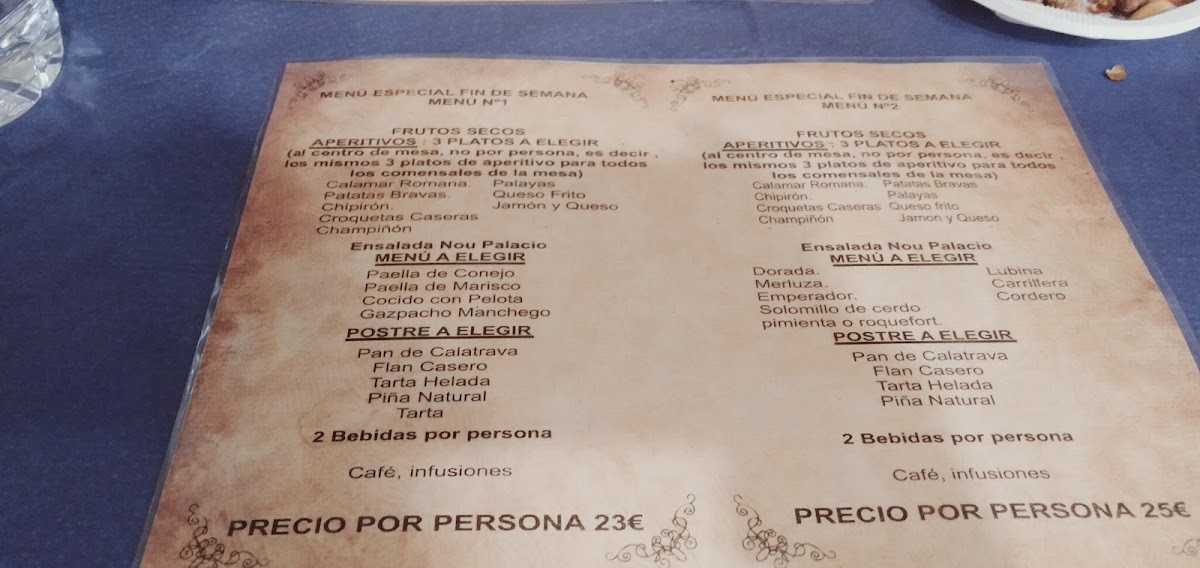 MENÚ ESPECIAL FIN DE SEMANA
MENÚ Nº1
FRUTOS SECOS
APERITIVOS : 3 PLATOS A ELEGIR
(al centro de mesa, no por persona, es decir ,
los mismos 3 platos de aperitivo para todos
los comensales de la mesa)
Calamar Romana. Palayas
Patatas Bravas. Queso Frito
Chipirón. Jamón y Queso
Croquetas Caseras
Champiñón
Ensalada Nou Palacio
MENÚ A ELEGIR
Paella de Conejo
Paella de Marisco
Cocido con Pelota
Gazpacho Manchego
POSTRE A ELEGIR
Pan de Calatrava
Flan Casero
Tarta Helada
Piña Natural
Tarta
2 Bebidas por persona
Café, infusiones
PRECIO POR PERSONA 23€
MENÚ ESPECIAL FIN DE SEMANA
MENÚ Nº2
FRUTOS SECOS
APERITIVOS : 3 PLATOS A ELEGIR
(al centro de mesa, no por persona, es decir ,
los mismos 3 platos de aperitivo para todos
los comensales de la mesa)
Calamar Romana. Patatas Bravas
Chipirón. Palayas
Croquetas Caseras Queso frito
Champiñón Jamon y Queso
Ensalada Nou Palacio
MENÚ A ELEGIR
Dorada. Lubina
Merluza. Carrillera
Emperador. Cordero
Solomillo de cerdo
pimienta o roquefort.
POSTRE A ELEGIR
Pan de Calatrava
Flan Casero
Tarta Helada
Piña Natural
2 Bebidas por persona
Café, infusiones
PRECIO POR PERSONA 25€